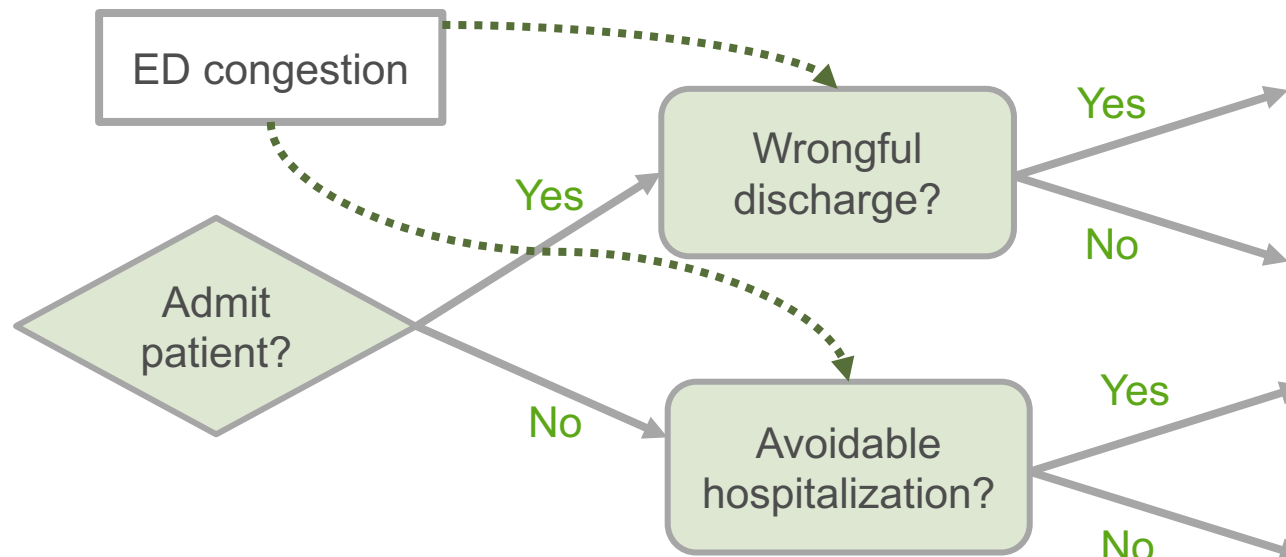 ED congestion
Wrongful
discharge?
Yes
No
Yes
Admit
patient?
No
Avoidable
hospitalization?
Yes
No